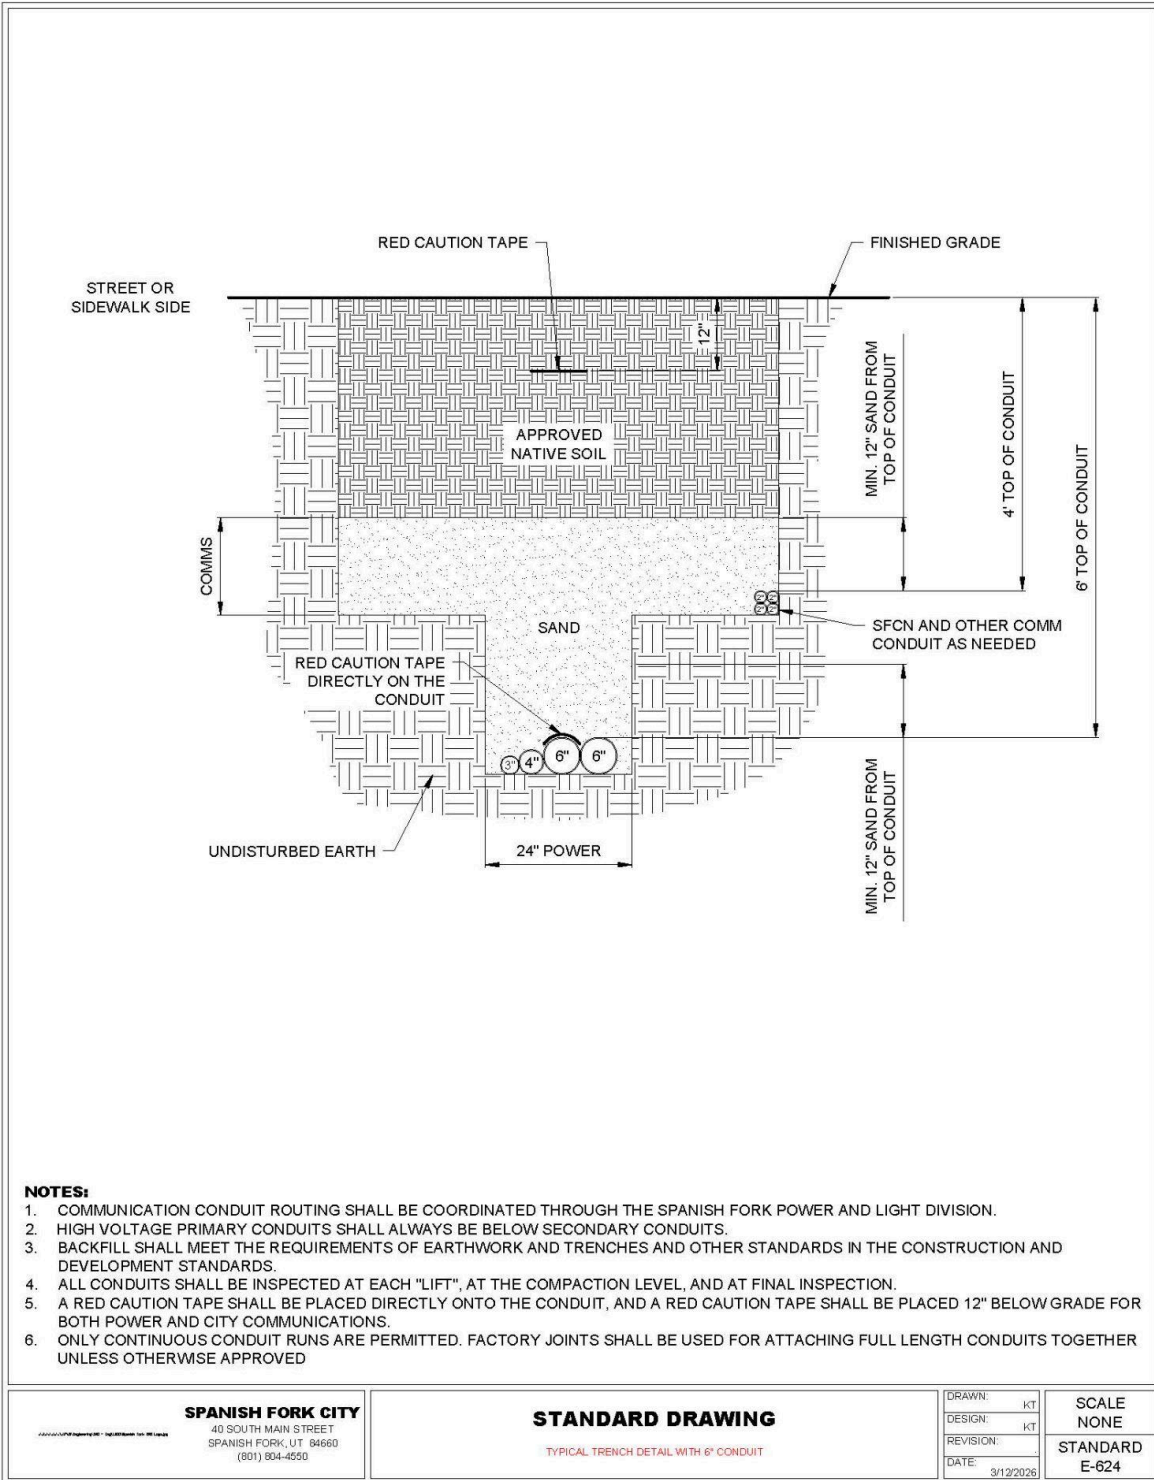 RED CAUTION TAPE
FINISHED GRADE
STREET OR
SIDEWALK SIDE
12"
MIN. 12" SAND FROM
TOP OF CONDUIT
4' TOP OF CONDUIT
6' TOP OF CONDUIT
APPROVED
NATIVE SOIL
COMMS
2" 2"
2" 2"
SAND
SFCN AND OTHER COMM
CONDUIT AS NEEDED
RED CAUTION TAPE
DIRECTLY ON THE
CONDUIT
3" 4" 6" 6"
MIN. 12" SAND FROM
TOP OF CONDUIT
UNDISTURBED EARTH
24" POWER
NOTES:
1. COMMUNICATION CONDUIT ROUTING SHALL BE COORDINATED THROUGH THE SPANISH FORK POWER AND LIGHT DIVISION.
2. HIGH VOLTAGE PRIMARY CONDUITS SHALL ALWAYS BE BELOW SECONDARY CONDUITS.
3. BACKFILL SHALL MEET THE REQUIREMENTS OF EARTHWORK AND TRENCHES AND OTHER STANDARDS IN THE CONSTRUCTION AND
DEVELOPMENT STANDARDS.
4. ALL CONDUITS SHALL BE INSPECTED AT EACH "LIFT", AT THE COMPACTION LEVEL, AND AT FINAL INSPECTION.
5. A RED CAUTION TAPE SHALL BE PLACED DIRECTLY ONTO THE CONDUIT, AND A RED CAUTION TAPE SHALL BE PLACED 12" BELOW GRADE FOR
BOTH POWER AND CITY COMMUNICATIONS.
6. ONLY CONTINUOUS CONDUIT RUNS ARE PERMITTED. FACTORY JOINTS SHALL BE USED FOR ATTACHING FULL LENGTH CONDUITS TOGETHER
UNLESS OTHERWISE APPROVED
SPANISH FORK CITY
40 SOUTH MAIN STREET
SPANISH FORK, UT 84660
(801) 804-4550
STANDARD DRAWING
TYPICAL TRENCH DETAIL WITH 6" CONDUIT
DRAWN: KT
DESIGN: KT
REVISION:
DATE: 3/12/2026
SCALE
NONE
STANDARD
E-624